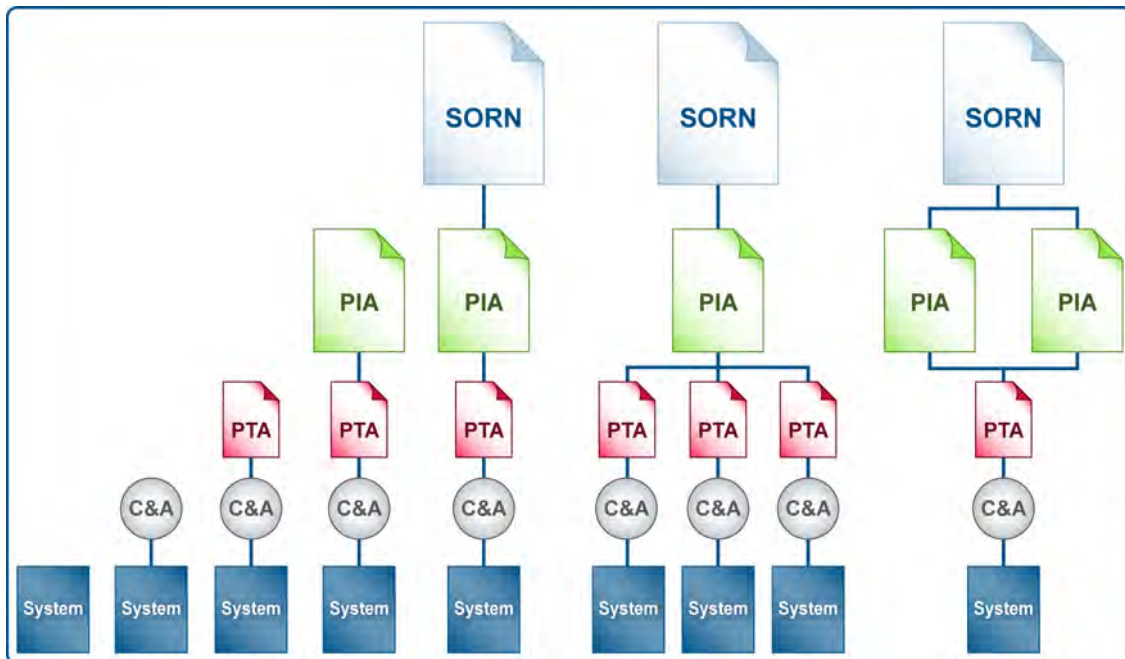 SORN SORN SORN
PIA PIA PIA PIA PIA
PTA PTA PTA PTA PTA PTA PTA
C&A C&A C&A C&A C&A C&A C&A C&A
System System System System System System System System System